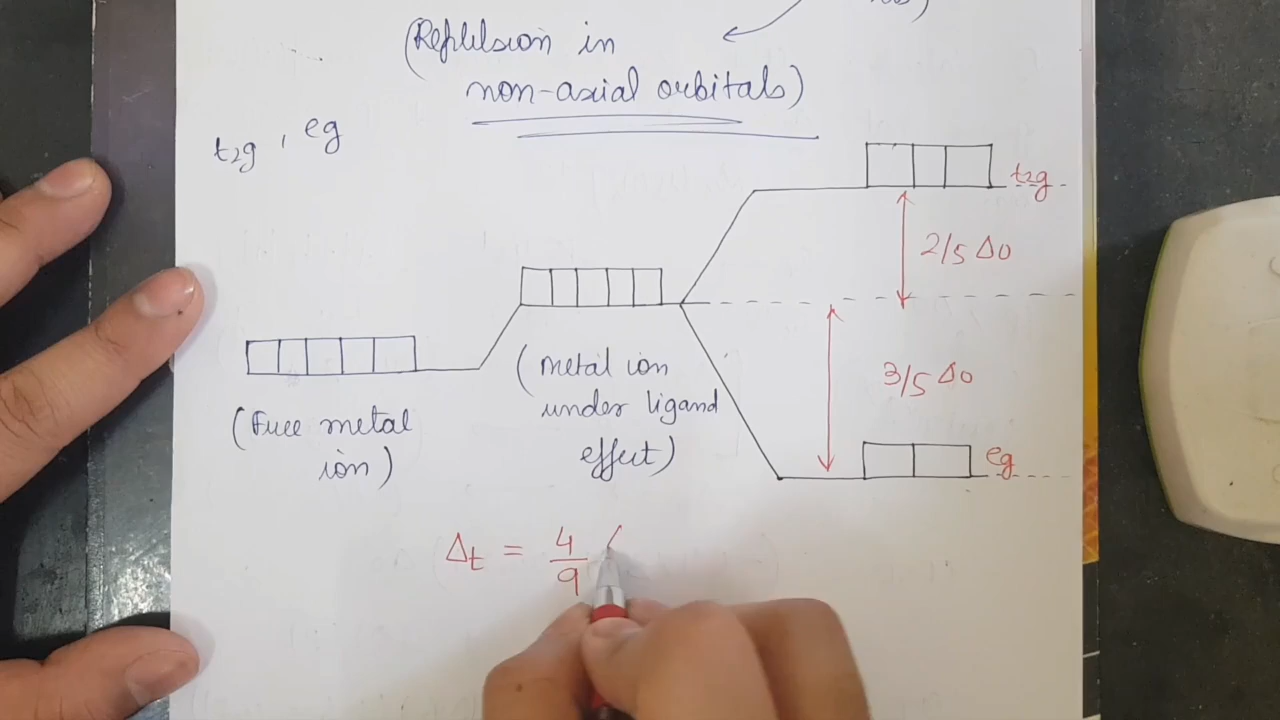 (Repulsion in
non-axial orbitals)
t2g , eg
t2g
2/5 Δo
(metal ion
under ligand
effect)
3/5 Δo
(Free metal
ion)
eg
Δt = 4/9